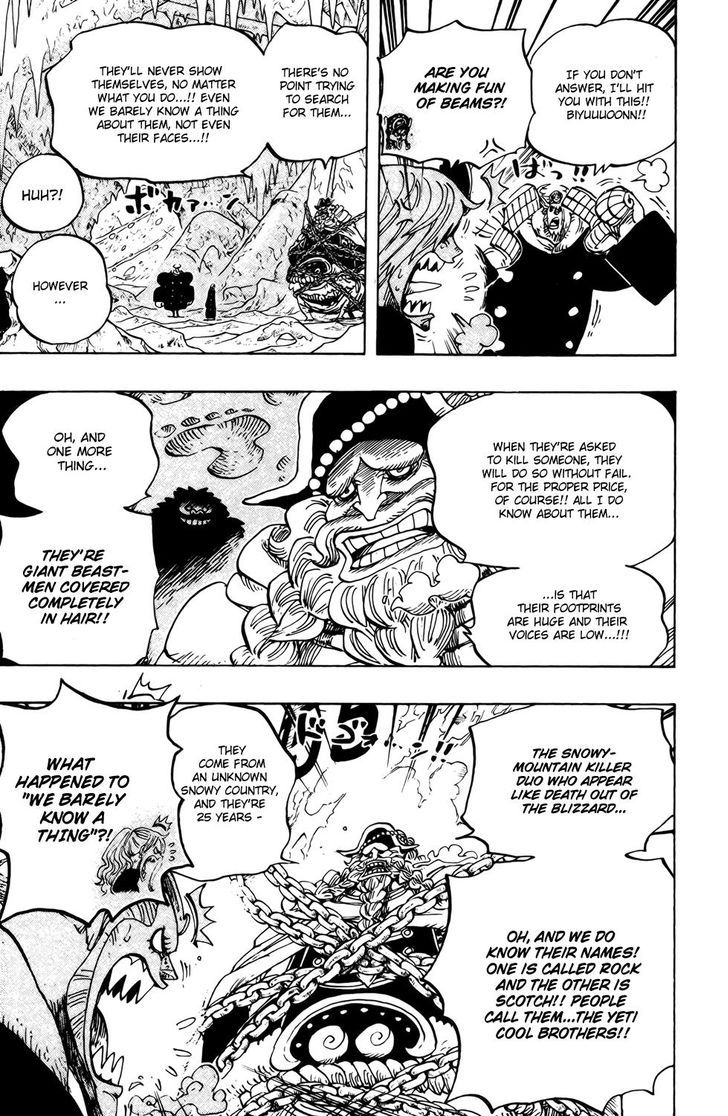 IF YOU DON'T
ANSWER, I'LL HIT
YOU WITH THIS!!
BIYUUUOONN!!
ARE YOU
MAKING FUN
OF BEAMS?!
ばっ!!
THERE'S NO
POINT TRYING
TO SEARCH
FOR THEM...
THEY'LL NEVER SHOW
THEMSELVES, NO MATTER
WHAT YOU DO...!! EVEN
WE BARELY KNOW A THING
ABOUT THEM, NOT EVEN
THEIR FACES...!!
ボカァ…ン
HUH?!
HOWEVER
...
WHEN THEY'RE ASKED
TO KILL SOMEONE, THEY
WILL DO SO WITHOUT FAIL.
FOR THE PROPER PRICE,
OF COURSE!! ALL I DO
KNOW ABOUT THEM...
...IS THAT
THEIR FOOTPRINTS
ARE HUGE AND THEIR
VOICES ARE LOW...!!!
OH, AND
ONE MORE
THING...
THEY'RE
GIANT BEAST-
MEN COVERED
COMPLETELY
IN HAIR!!
THE SNOWY-
MOUNTAIN KILLER
DUO WHO APPEAR
LIKE DEATH OUT OF
THE BLIZZARD...
OH, AND WE DO
KNOW THEIR NAMES!
ONE IS CALLED ROCK
AND THE OTHER IS
SCOTCH!! PEOPLE
CALL THEM...THE YETI
COOL BROTHERS!!
THEY
COME FROM
AN UNKNOWN
SNOWY COUNTRY,
AND THEY'RE
25 YEARS -
WHAT
HAPPENED TO
"WE BARELY
KNOW A
THING"?!